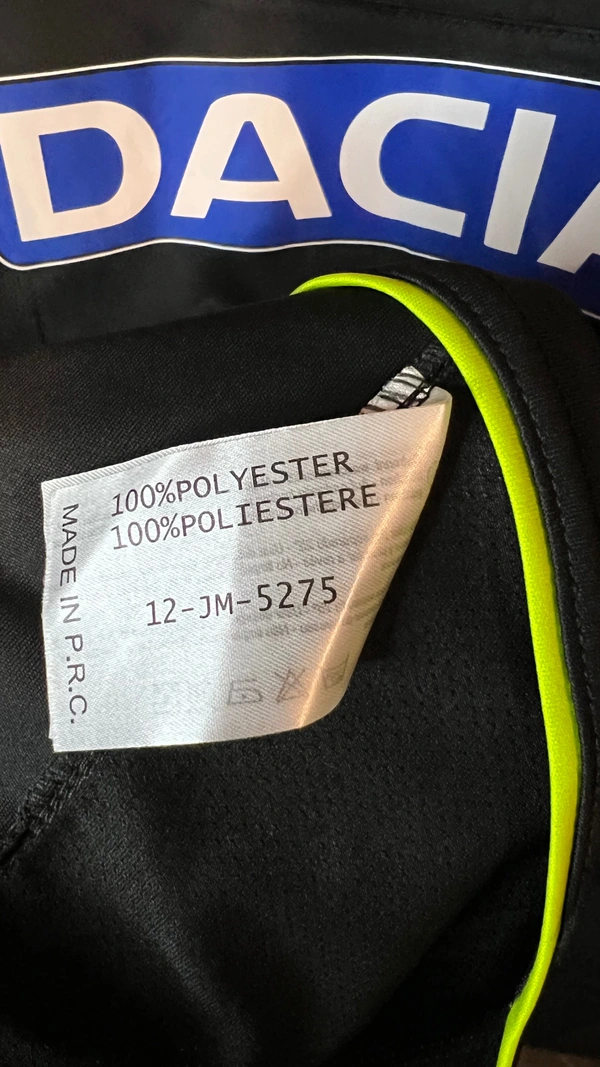 DACIA
100%POLYESTER
100%POLIESTERE
12-JM-5275
MADE IN P.R.C.